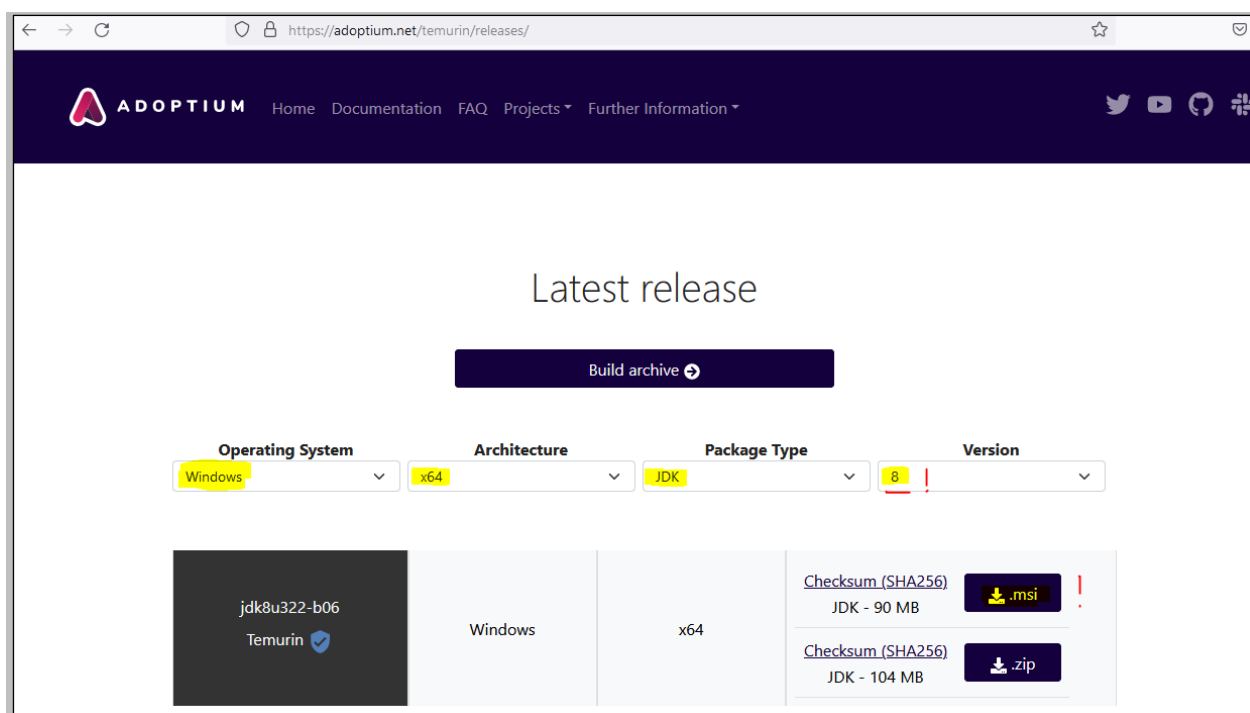 https://adoptium.net/temurin/releases/
ADOPTIUM Home Documentation FAQ Projects Further Information
Latest release
Build archive
Operating System Architecture Package Type Version
Windows x64 JDK 8 !
jdk8u322-b06
Temurin
Windows
x64
Checksum (SHA256)
JDK - 90 MB
.msi !
Checksum (SHA256)
JDK - 104 MB
.zip